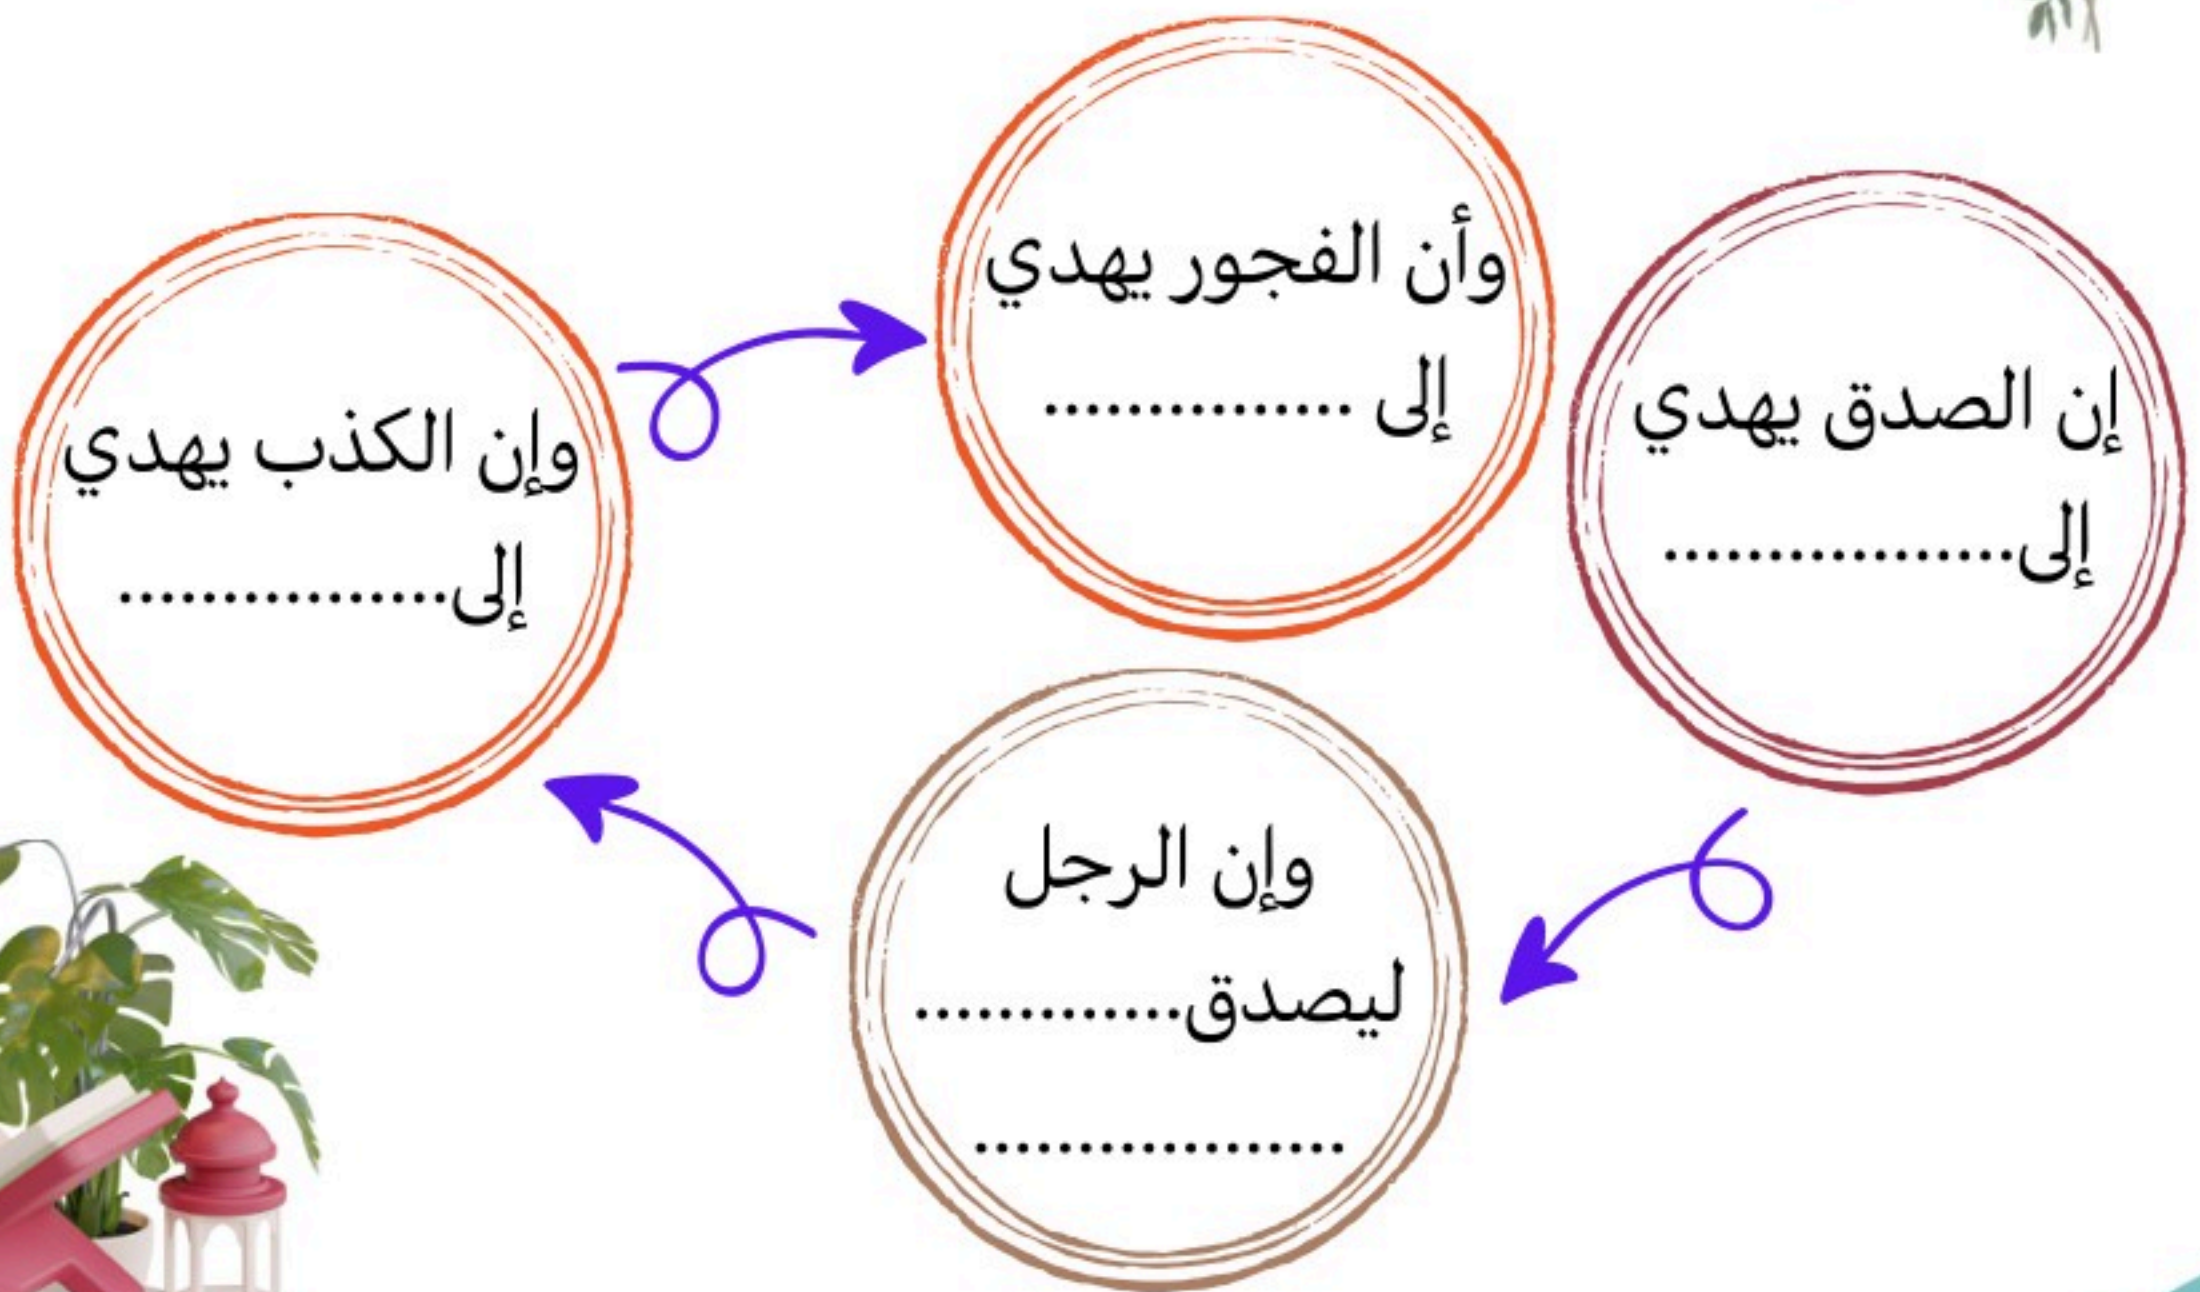 إن الصدق يهدي
إلى.................
وإن الرجل
ليصدق.............
..................
وإن الكذب يهدي
إلى................
وأن الفجور يهدي
إلى ...............